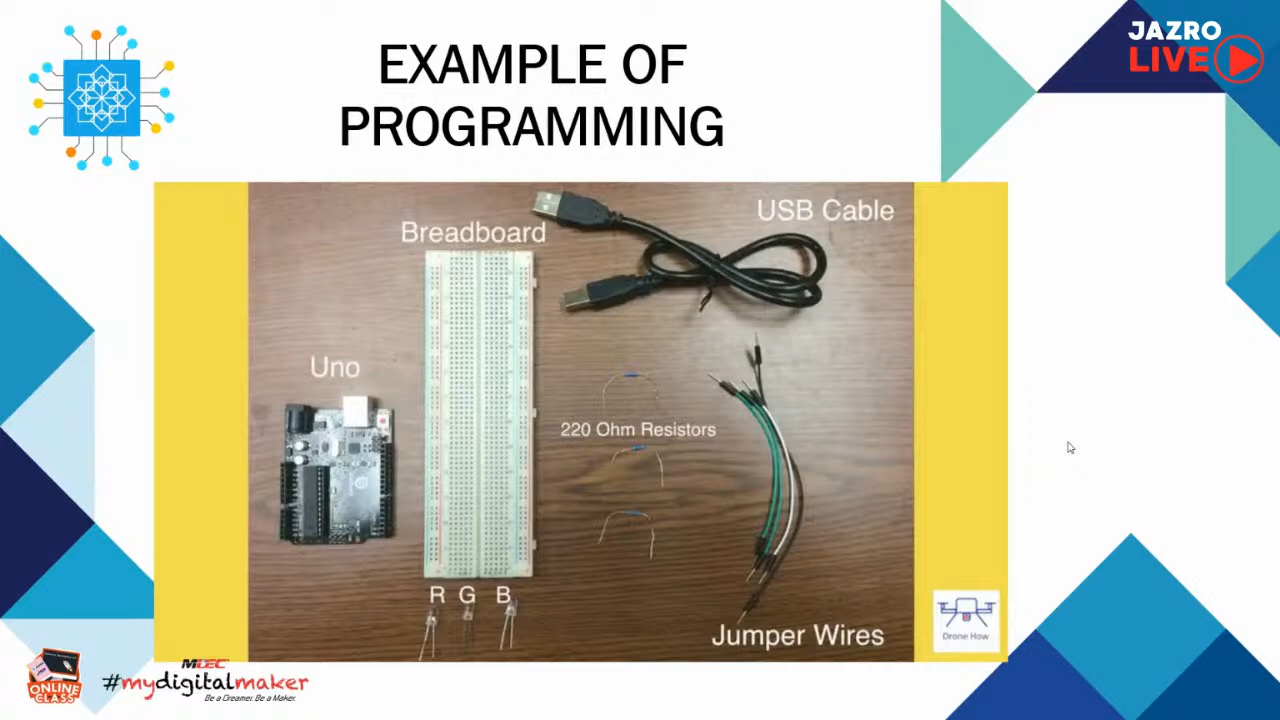 EXAMPLE OF
PROGRAMMING
JAZRO
LIVE
Breadboard
USB Cable
Uno
220 Ohm Resistors
R G B
Jumper Wires
Drone How
ONLINE
CLASS
MDEC
#mydigitalmaker
Be a Dreamer. Be a Maker.